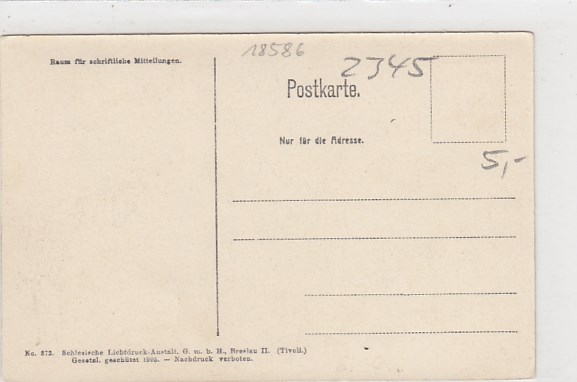 18586
2345
Raum für schriftliche Mitteilungen.
Postkarte.
Nur für die Adresse.
5,-
No. 872. Schlesische Lichtdruck-Anstalt, G. m. b. H., Breslau II. (Tivoli.)
Gesetzl. geschützt 1905. — Nachdruck verboten.